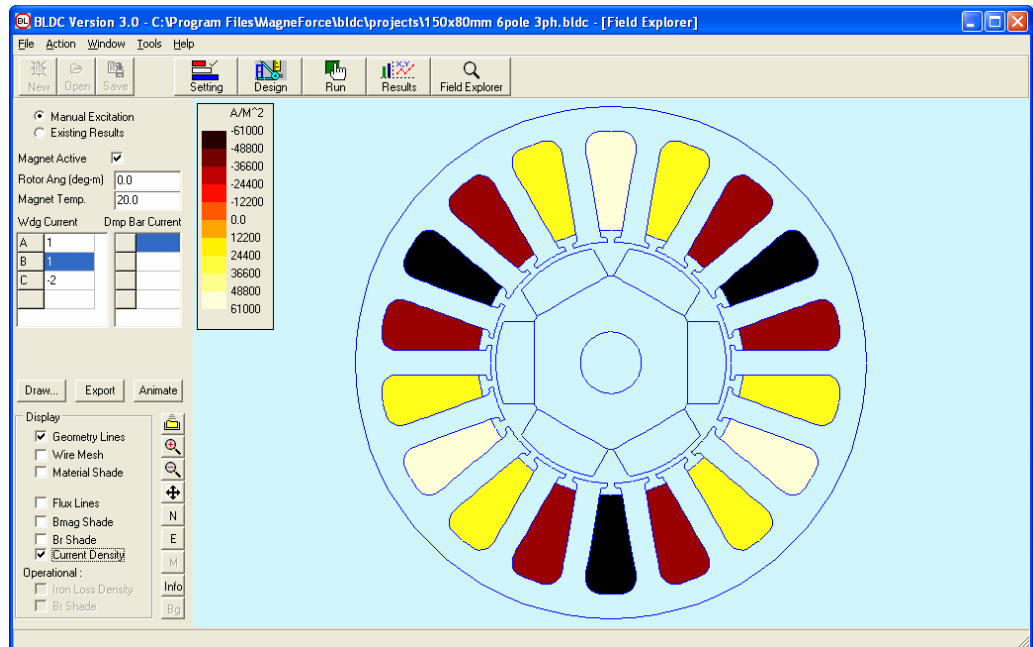 BLDC Version 3.0 - C:\Program Files\MagneForce\bldc\projects\150x80mm 6pole 3ph.bldc - [Field Explorer]
File Action Window Tools Help
New Open Save Setting Design Run Results Field Explorer
Manual Excitation
Existing Results
Magnet Active
Rotor Ang (deg-m) 0.0
Magnet Temp. 20.0
Wdg Current Dmp Bar Current
A 1
B 1
C -2
A/M^2
-61000
-48800
-36600
-24400
-12200
0.0
12200
24400
36600
48800
61000
Draw... Export Animate
Display
Geometry Lines
Wire Mesh
Material Shade
Flux Lines
Bmag Shade
Br Shade
Current Density
Operational :
Iron Loss Density
Br Shade
N
E
M
Info
Bg